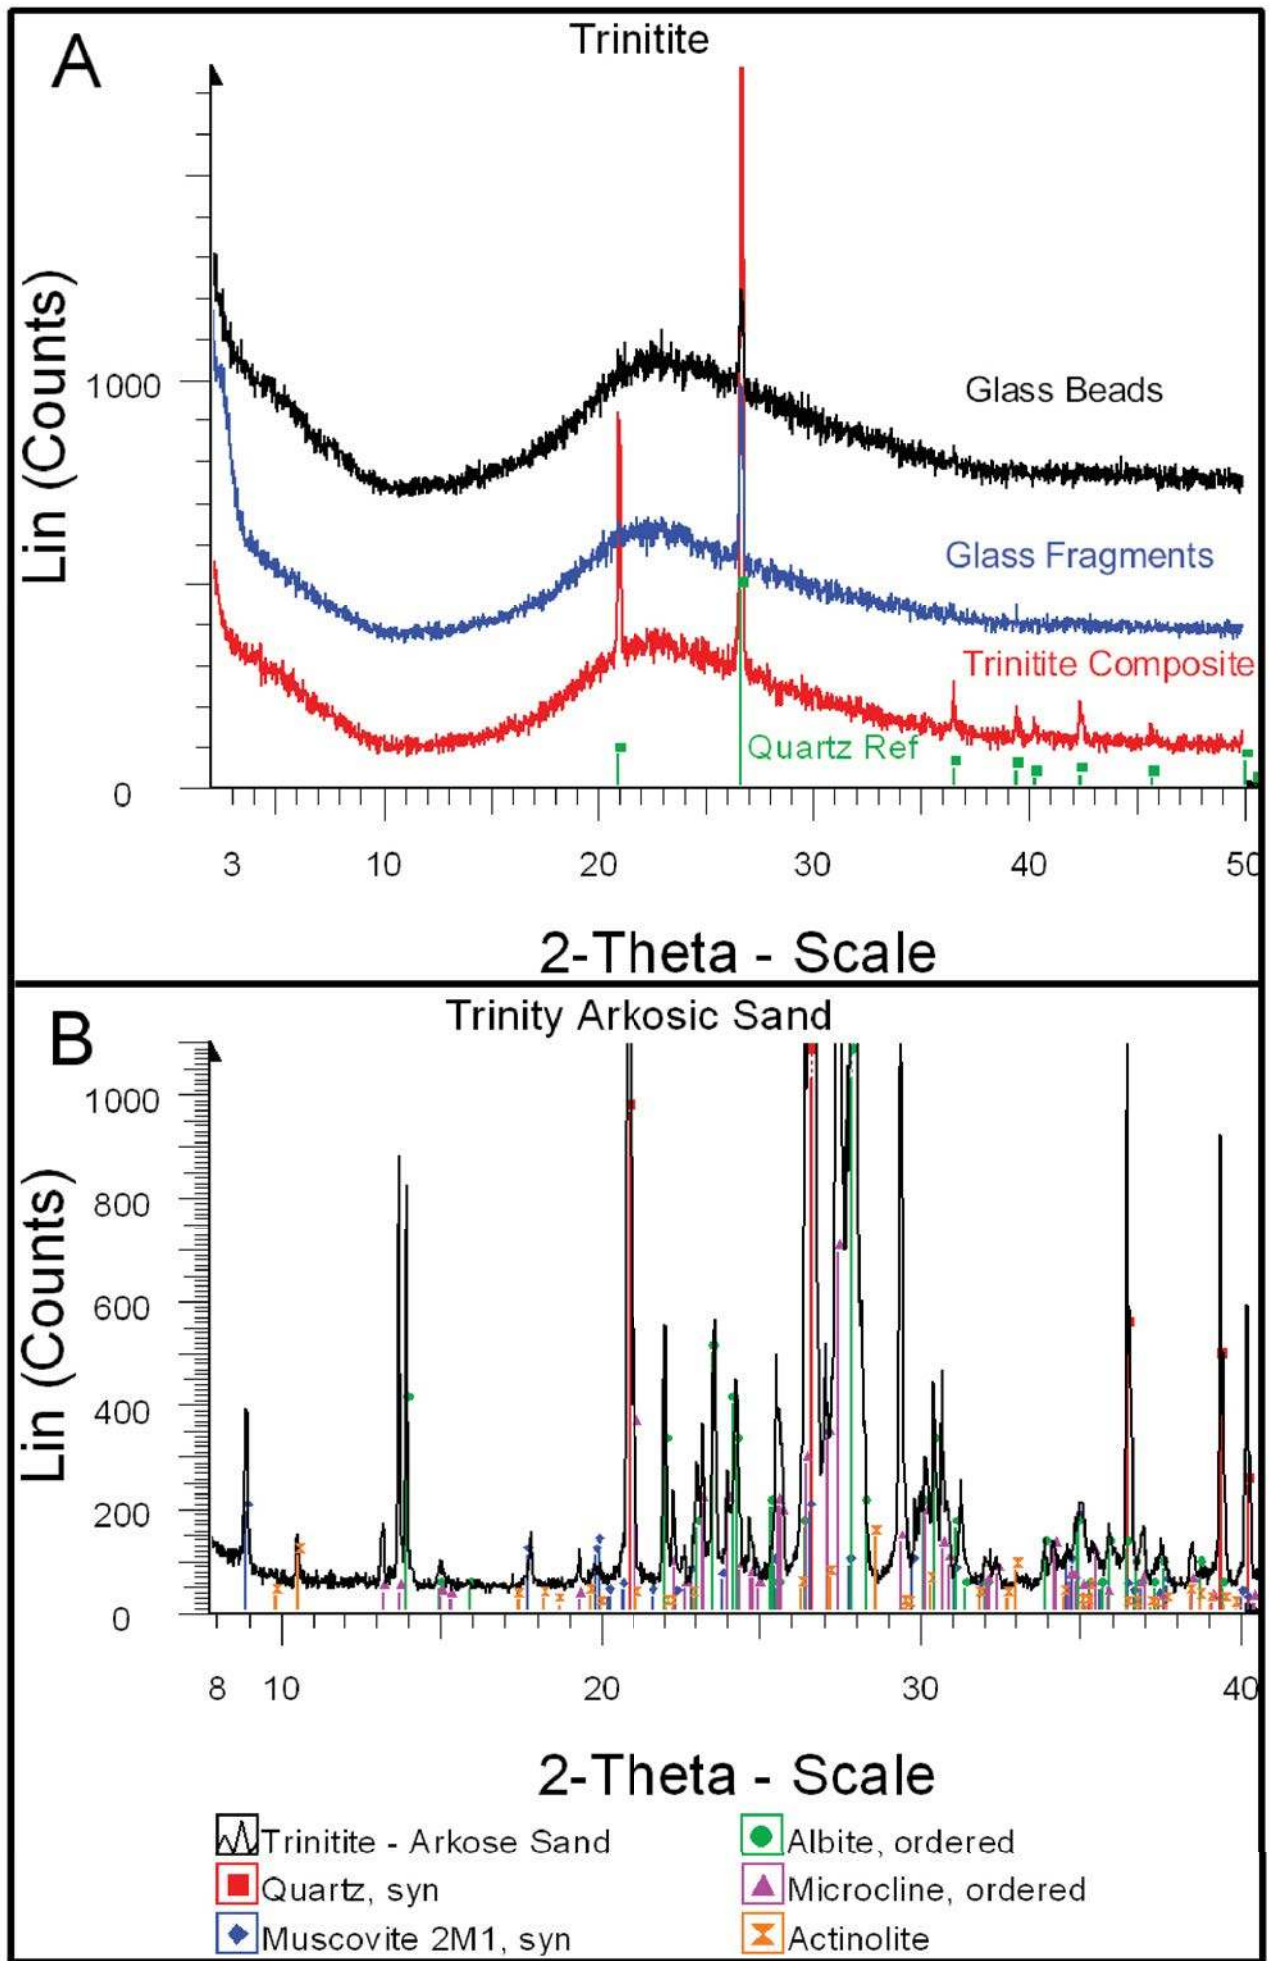 A
Trinitite
Lin (Counts)
1000
0
Glass Beads
Glass Fragments
Trinitite Composite
Quartz Ref
3 10 20 30 40 50
2-Theta - Scale
B
Trinity Arkosic Sand
Lin (Counts)
1000
800
600
400
200
0
8 10 20 30 40
2-Theta - Scale
Trinitite - Arkose Sand
Quartz, syn
Muscovite 2M1, syn
Albite, ordered
Microcline, ordered
Actinolite